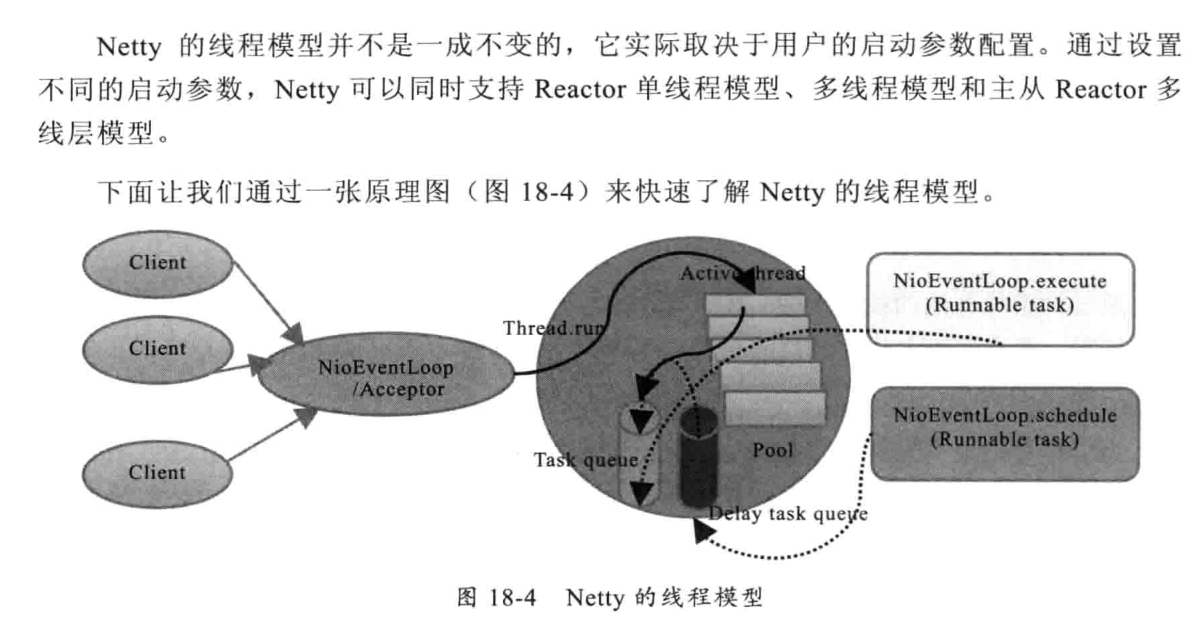 Netty 的线程模型并不是一成不变的，它实际取决于用户的启动参数配置。通过设置
不同的启动参数，Netty 可以同时支持 Reactor 单线程模型、多线程模型和主从 Reactor 多
线层模型。
下面让我们通过一张原理图（图 18-4）来快速了解 Netty 的线程模型。
Client
Client
Client
NioEventLoop
/Acceptor
Thread.run
Active thread
Task queue
Pool
Delay task queue
NioEventLoop.execute
(Runnable task)
NioEventLoop.schedule
(Runnable task)
图 18-4 Netty 的线程模型